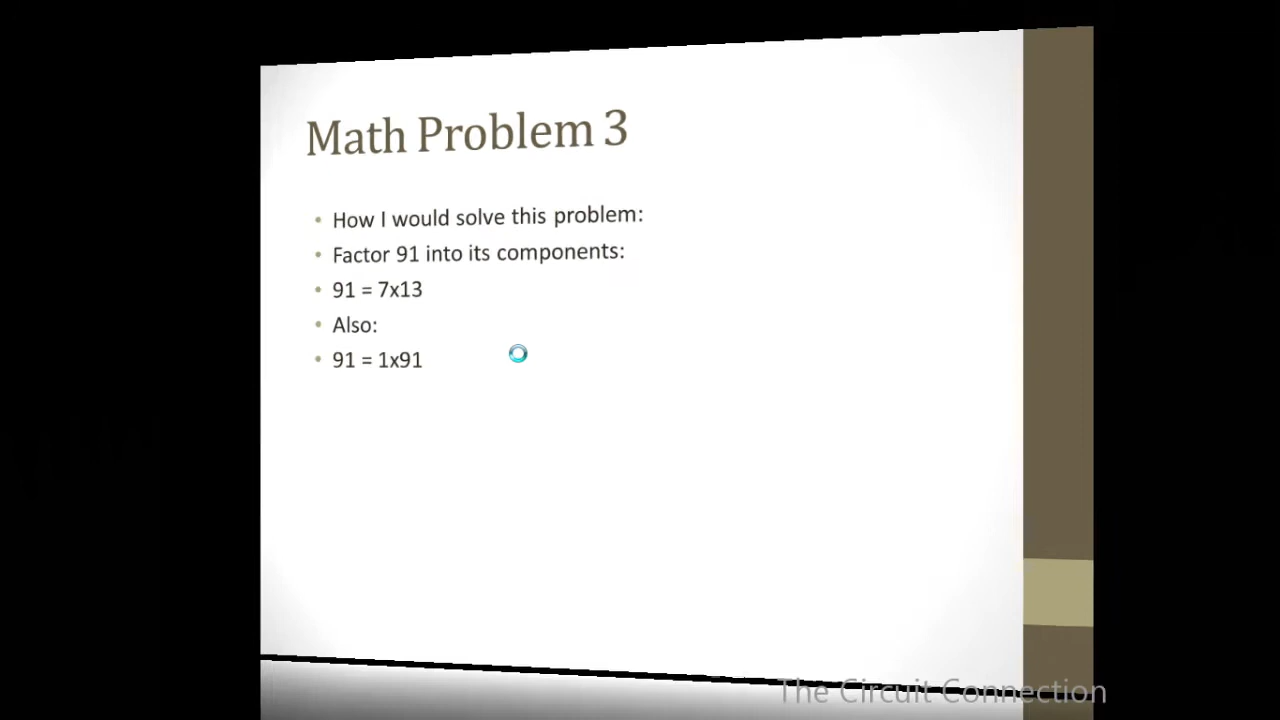 Math Problem 3
• How I would solve this problem:
• Factor 91 into its components:
• 91 = 7x13
• Also:
• 91 = 1x91
The Circuit Connection